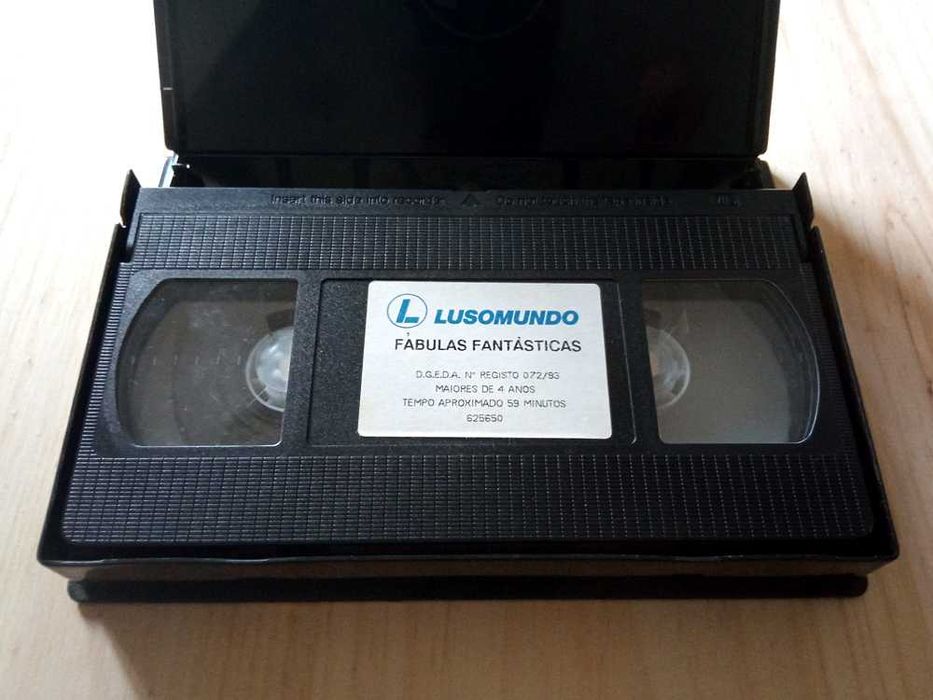 Insert this side into recorder
L LUSOMUNDO
FÁBULAS FANTÁSTICAS
D.G.E.D.A. Nº REGISTO 072/93
MAIORES DE 4 ANOS
TEMPO APROXIMADO 59 MINUTOS
625650